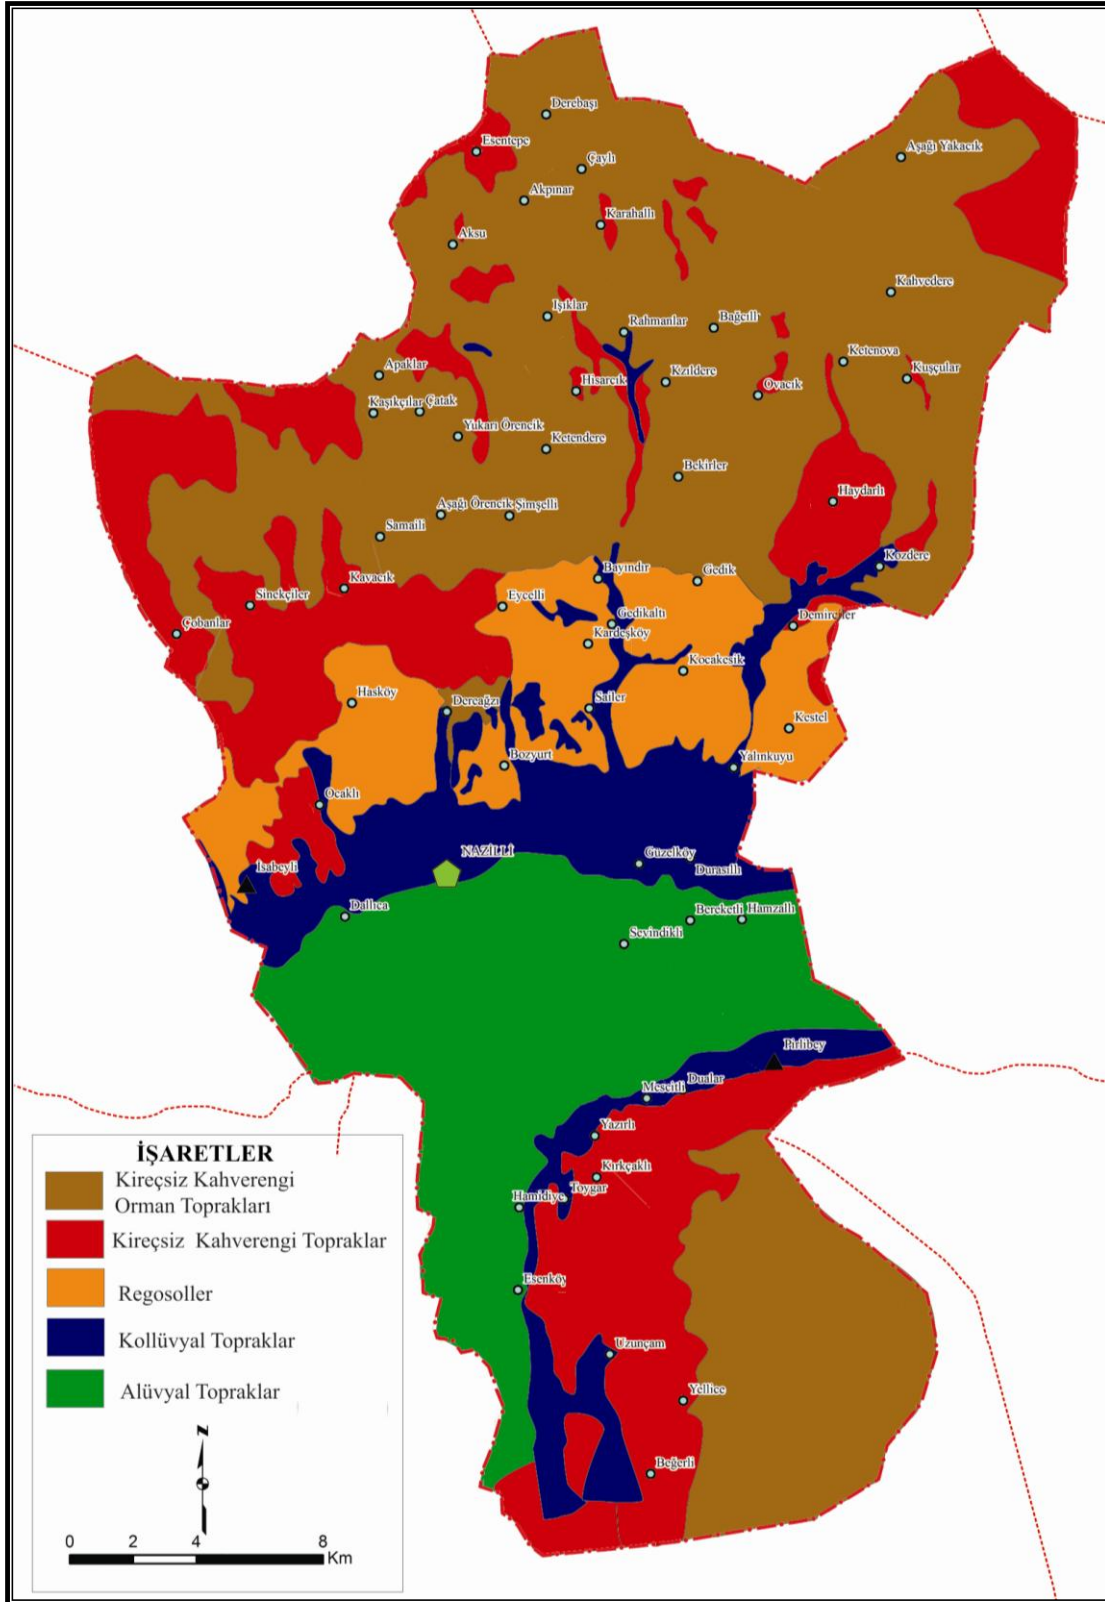 Derebaşı
Esentepe
Aşağı Yakacık
Çaylı
Akpınar
Karahallı
Aksu
Kahvedere
Işıklar
Rahmanlar
Bağcıllı
Ketenova
Apaklar
Hisarcık
Kzıldere
Kuşçular
Ovacık
Kaşıkçılar
Çatak
Yukarı Örencik
Ketendere
Bekirler
Haydarlı
Aşağı Örencik
Şimşelli
Samaili
Kozdere
Bayındır
Gedik
Kavacık
Sinekçiler
Eycelli
Gedikaltı
Demirciler
Çobanlar
Kardeşköy
Kocakesik
Hasköy
Dereağzı
Sailer
Kestel
Bozyurt
Yalınkuyu
Ocaklı
NAZİLLİ
Güzelköy
İsabeyli
Durasıllı
Dallıca
Bereketli
Hamzallı
Sevindikli
Pirlibey
Dualar
Mescitli
Yazırlı
Kırkçaklı
Toygar
Hamidiye
Esenköy
Uzunçam
Yellice
Beğerli
İŞARETLER
Kireçsiz Kahverengi
Orman Toprakları
Kireçsiz Kahverengi Topraklar
Regosoller
Kollüvyal Topraklar
Alüvyal Topraklar
N
0 2 4 8
Km